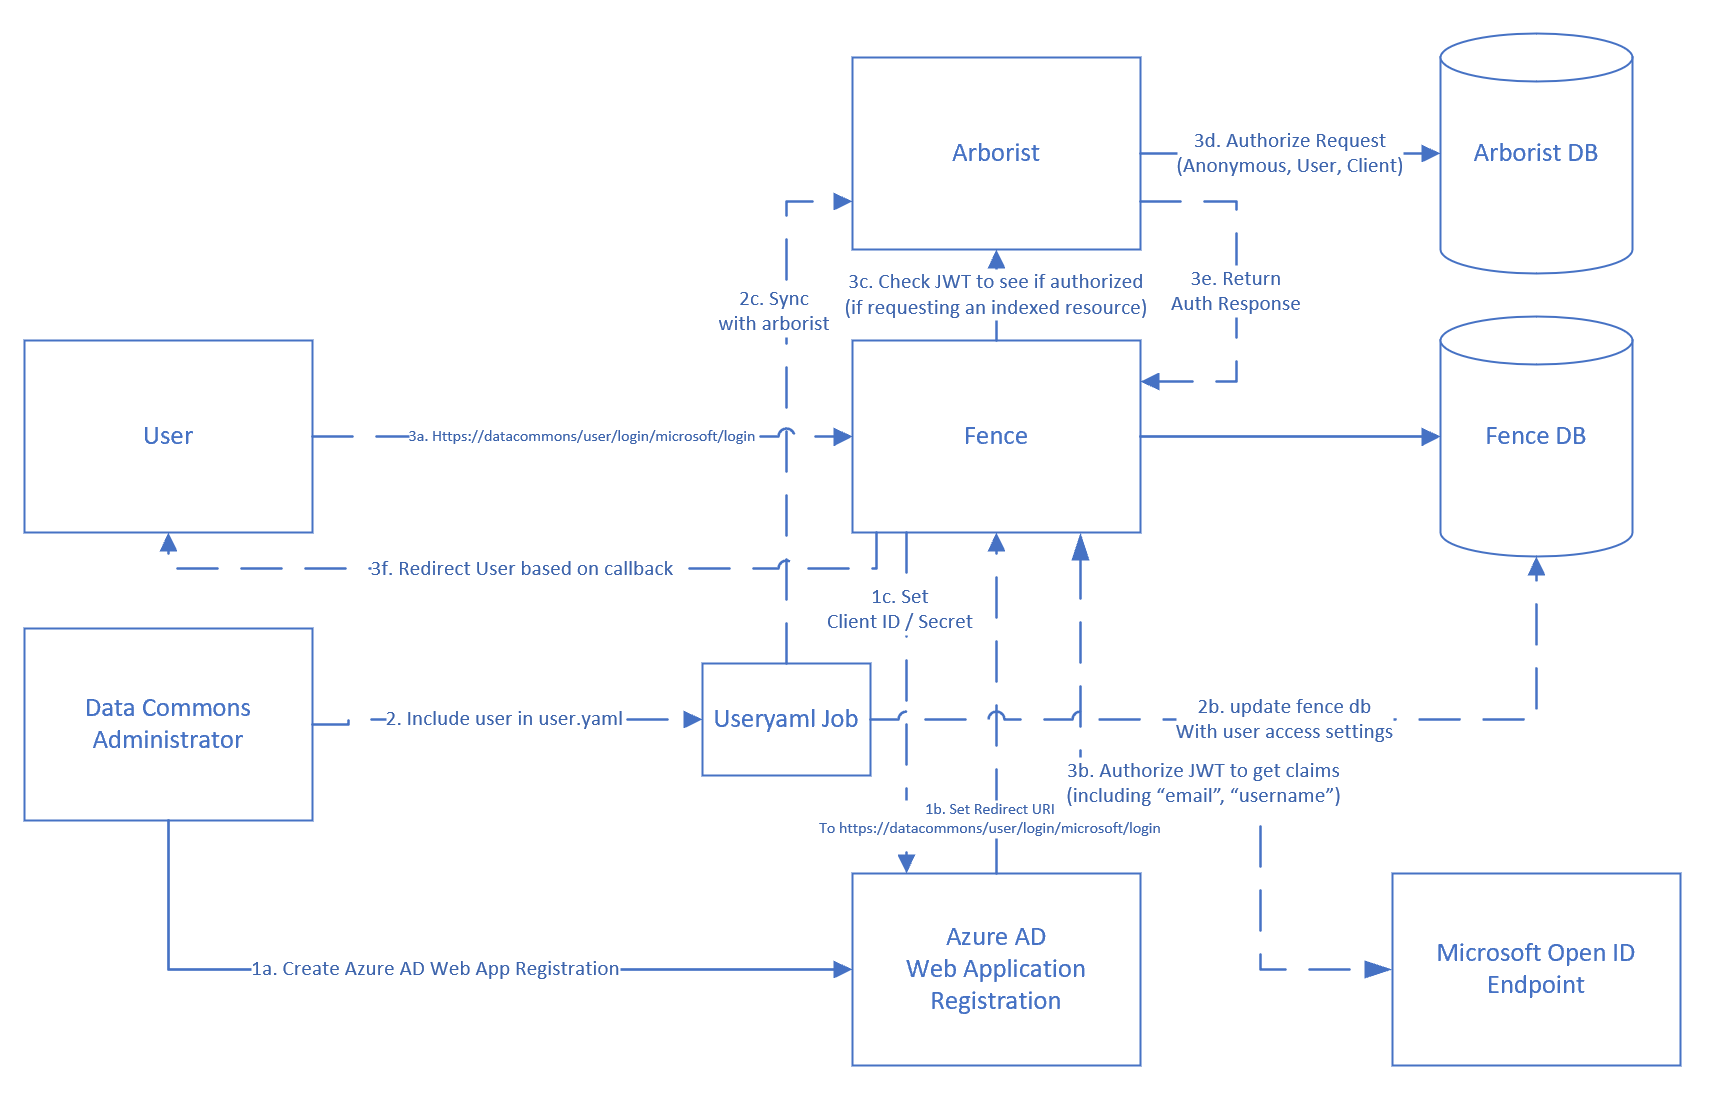 Arborist
3d. Authorize Request
(Anonymous, User, Client)
Arborist DB
3c. Check JWT to see if authorized
(if requesting an indexed resource)
3e. Return
Auth Response
2c. Sync
with arborist
User
3a. Https://datacommons/user/login/microsoft/login
Fence
Fence DB
3f. Redirect User based on callback
1c. Set
Client ID / Secret
Data Commons
Administrator
2. Include user in user.yaml
Useryaml Job
2b. update fence db
With user access settings
3b. Authorize JWT to get claims
(including “email”, “username”)
1b. Set Redirect URI
To https://datacommons/user/login/microsoft/login
1a. Create Azure AD Web App Registration
Azure AD
Web Application
Registration
Microsoft Open ID
Endpoint